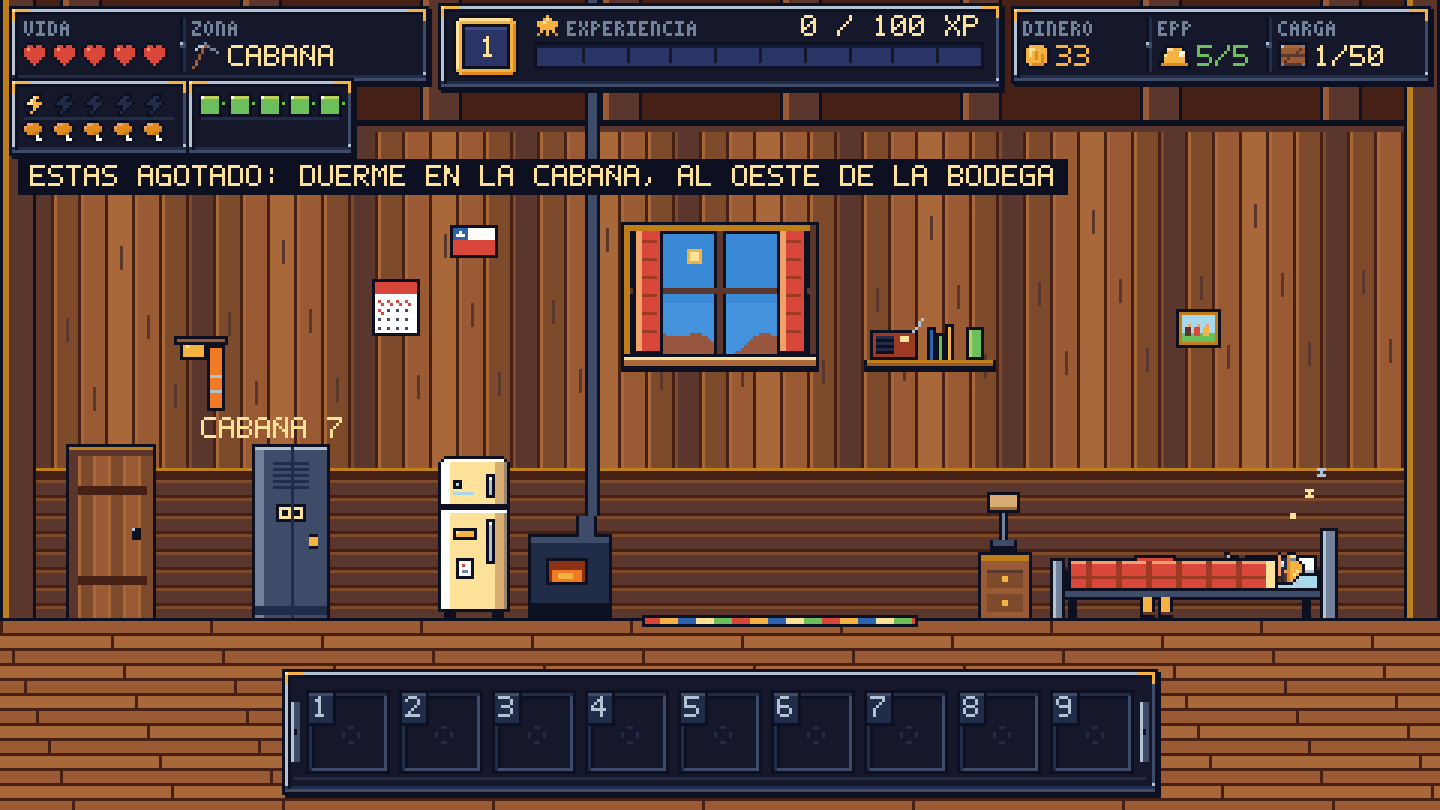 VIDA
ZONA
CABAÑA
1
EXPERIENCIA
0 / 100 XP
DINERO
33
EPP
5/5
CARGA
1/50
ESTAS AGOTADO: DUERME EN LA CABAÑA, AL OESTE DE LA BODEGA
CABAÑA 7
1 2 3 4 5 6 7 8 9